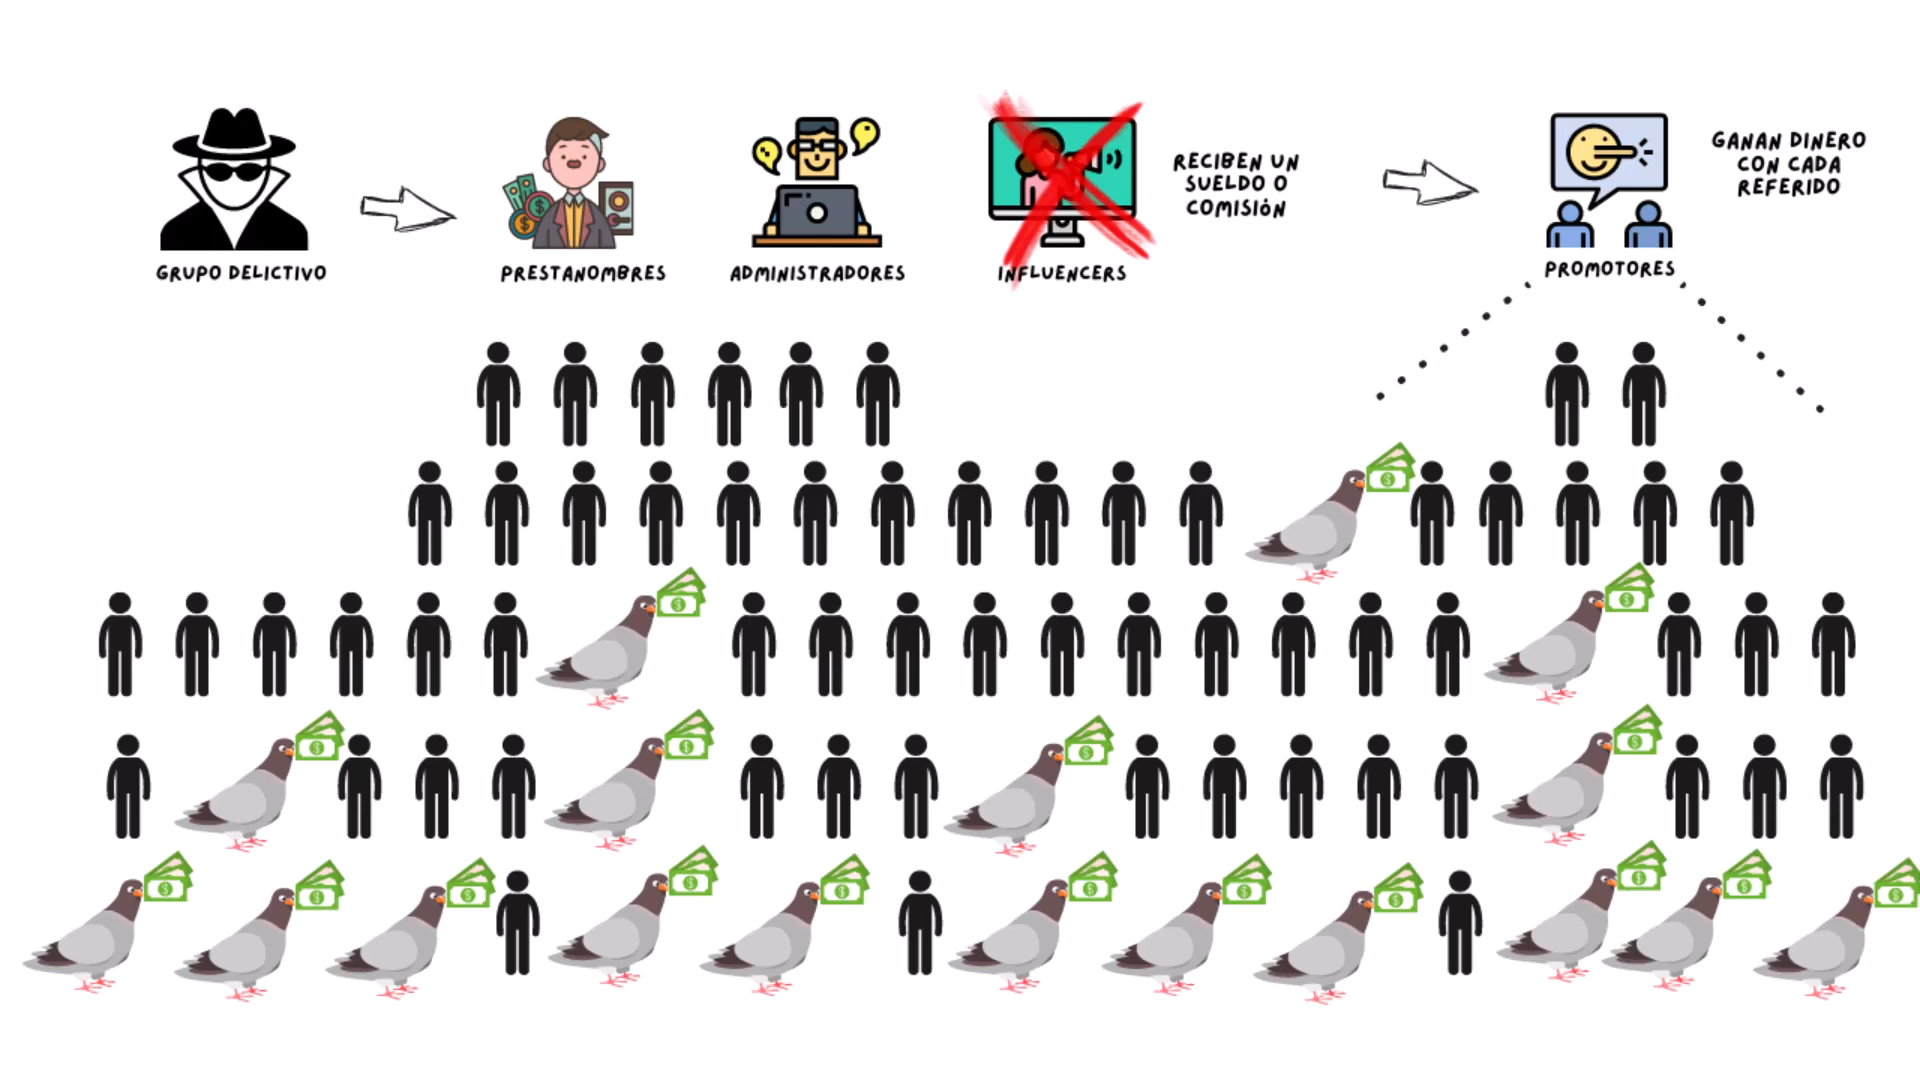 GRUPO DELICTIVO
PRESTANOMBRES
ADMINISTRADORES
INFLUENCERS
RECIBEN UN
SUELDO O
COMISIÓN
PROMOTORES
GANAN DINERO
CON CADA
REFERIDO